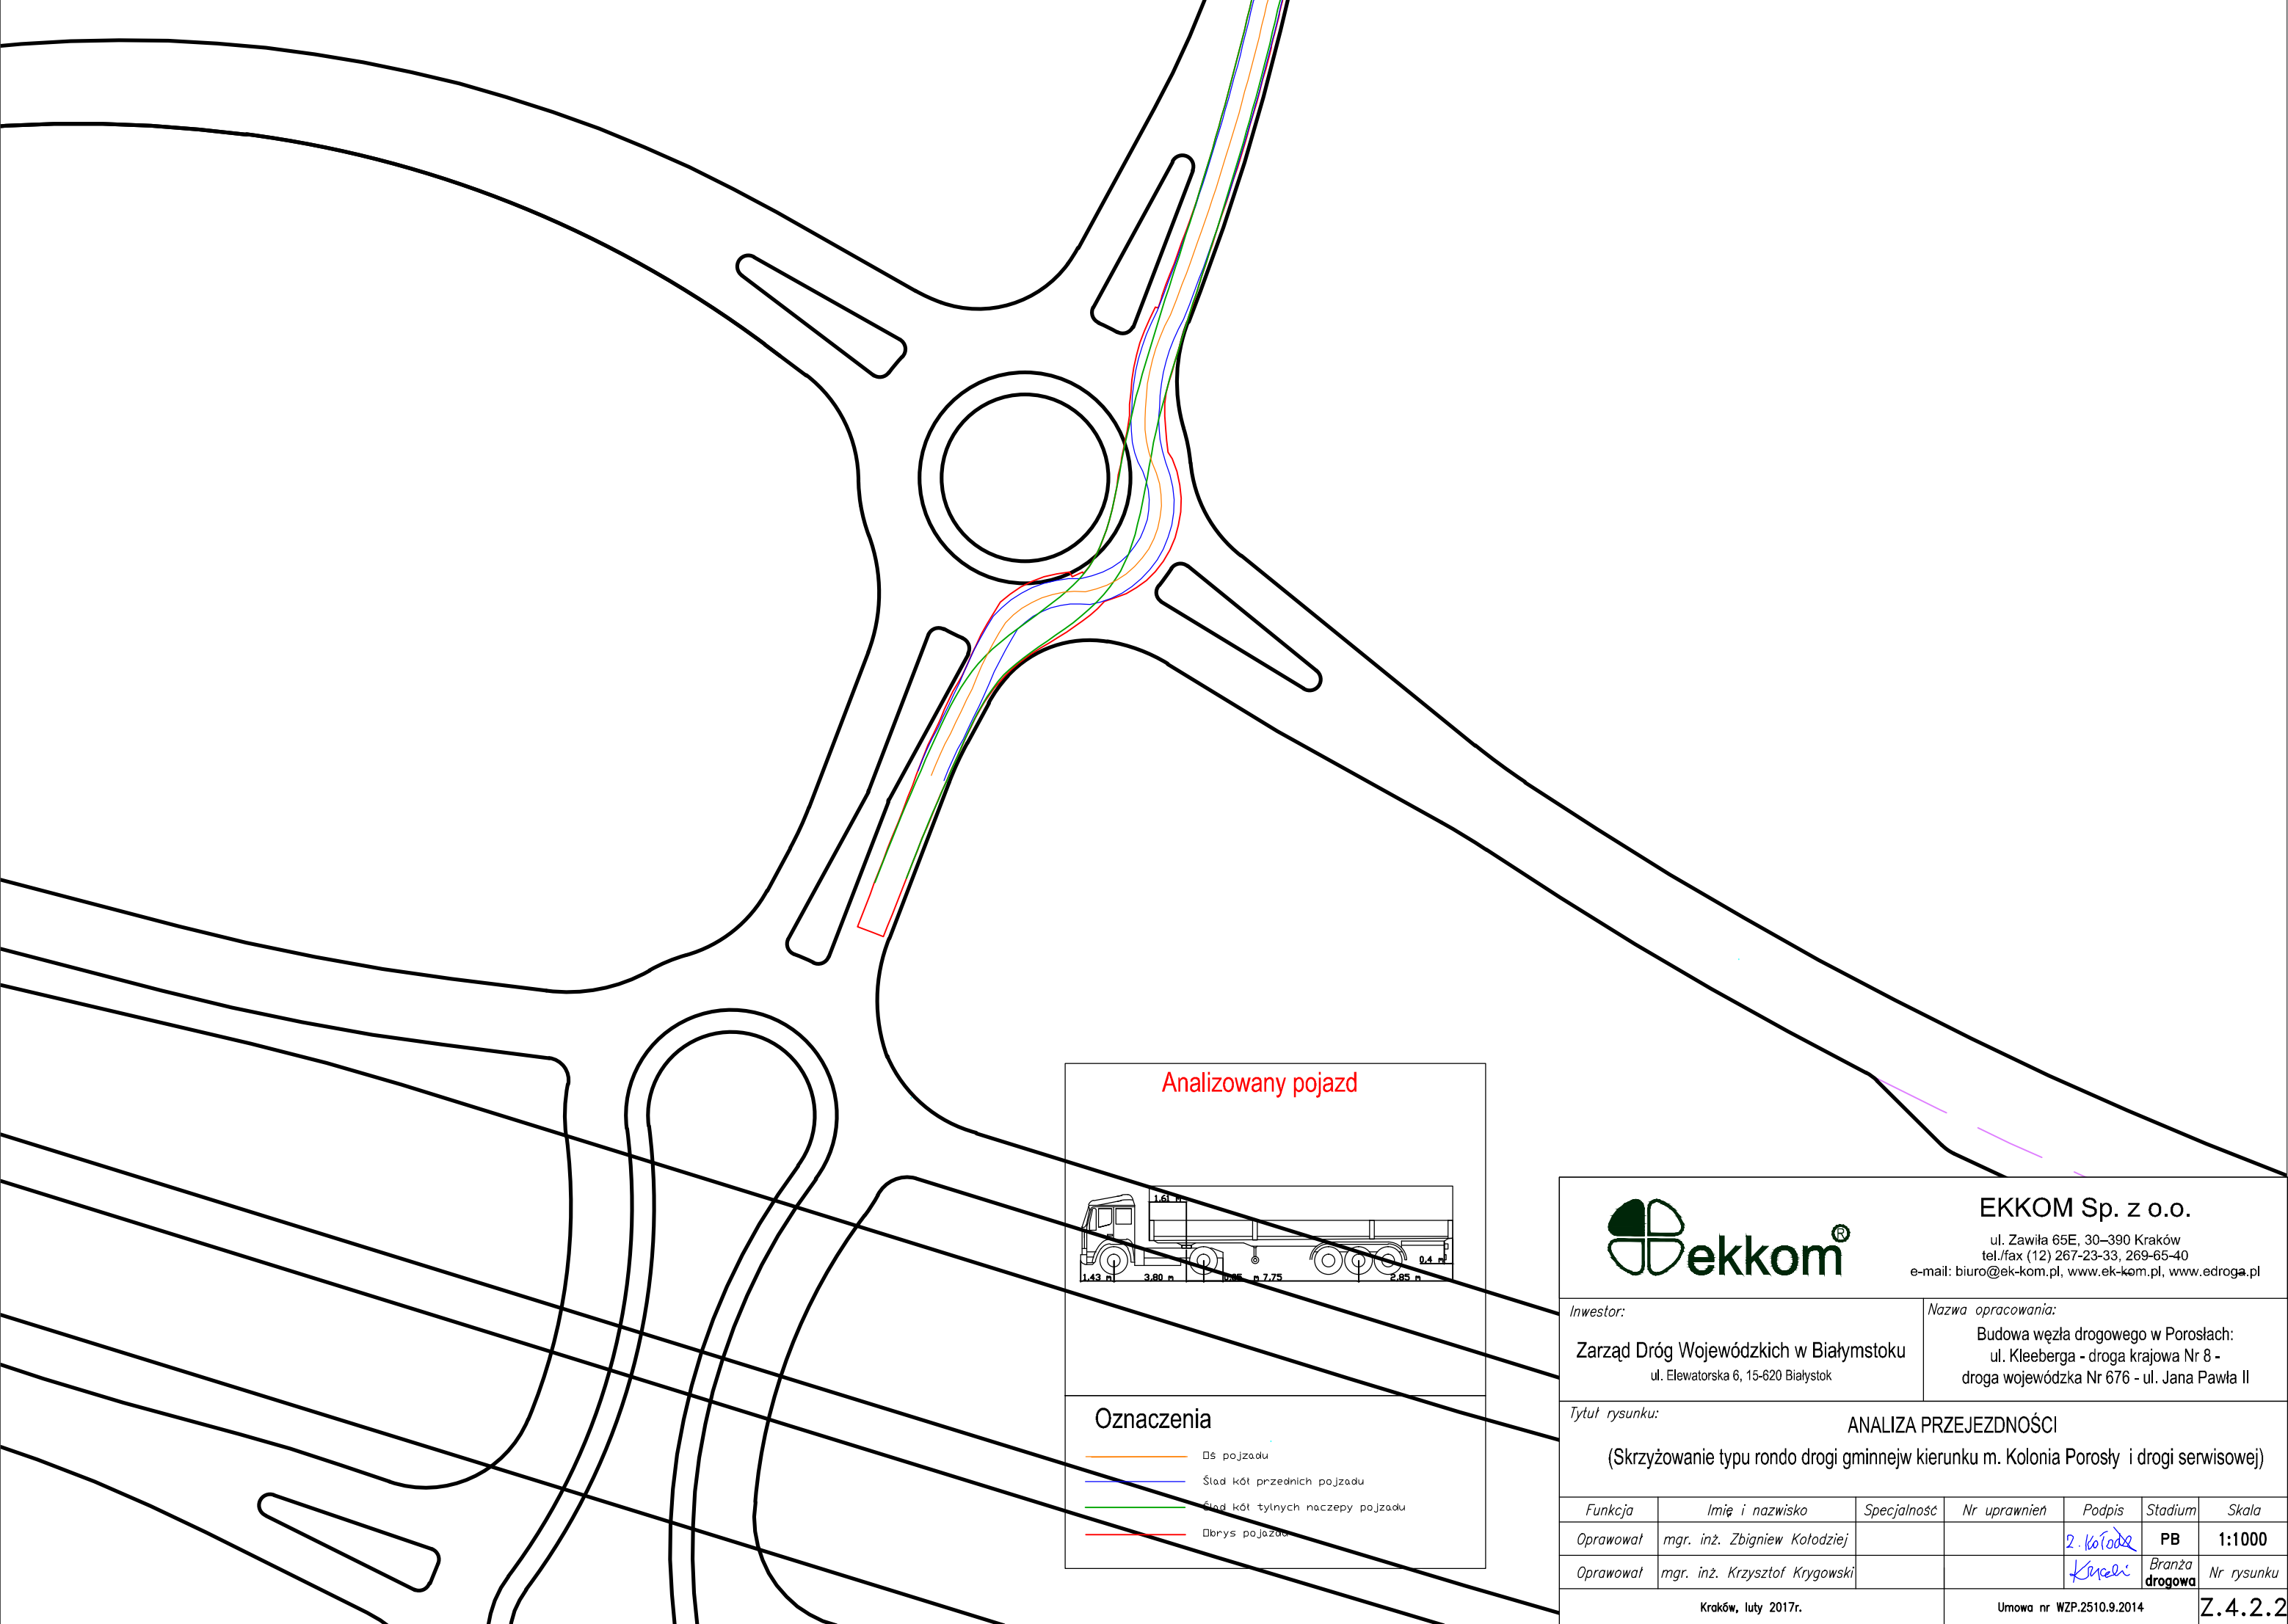 Analizowany pojazd
1.61 m
0.4 m
1.43 m 3.80 m m 7.75 2.85 m
Oznaczenia
ś pojzadu
Ślad kół przednich pojzadu
Ślad kół tylnych naczepy pojzadu
brys pojazdu
ekkom®
EKKOM Sp. z o.o.
ul. Zawiła 65E, 30–390 Kraków
tel./fax (12) 267-23-33, 269-65-40
e-mail: biuro@ek-kom.pl, www.ek-kom.pl, www.edroga.pl
Inwestor:
Zarząd Dróg Wojewódzkich w Białymstoku
ul. Elewatorska 6, 15-620 Białystok
Nazwa opracowania:
Budowa węzła drogowego w Porosłach:
ul. Kleeberga - droga krajowa Nr 8 -
droga wojewódzka Nr 676 - ul. Jana Pawła II
Tytuł rysunku:
ANALIZA PRZEJEZDNOŚCI
(Skrzyżowanie typu rondo drogi gminnejw kierunku m. Kolonia Porosły i drogi serwisowej)
Funkcja Imię i nazwisko Specjalność Nr uprawnień Podpis Stadium Skala
Oprawował mgr. inż. Zbigniew Kołodziej PB 1:1000
Oprawował mgr. inż. Krzysztof Krygowski Branża drogowa Nr rysunku
Kraków, luty 2017r. Umowa nr WZP.2510.9.2014 Z.4.2.2